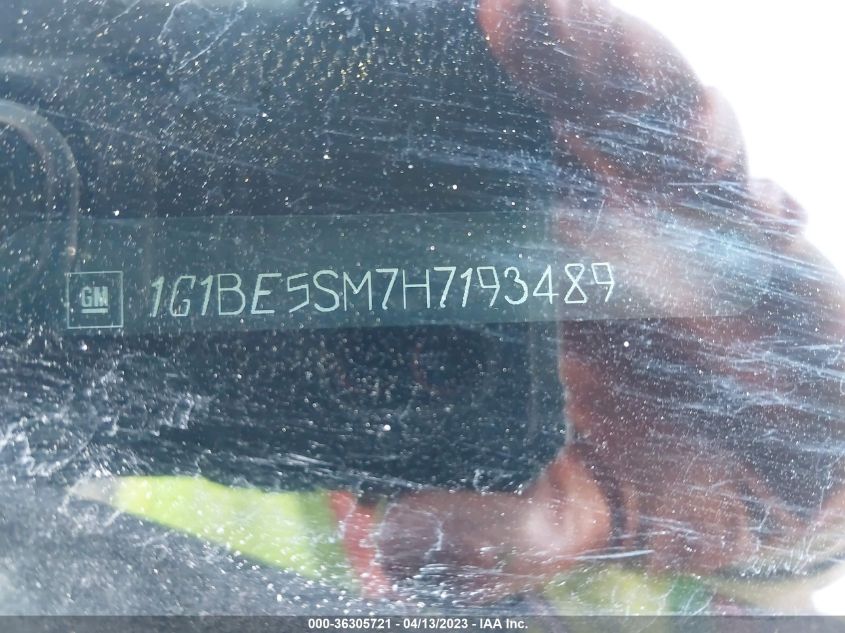 GM 1G1BE5SM7H7193489
000-36305721 - 04/13/2023 - IAA Inc.